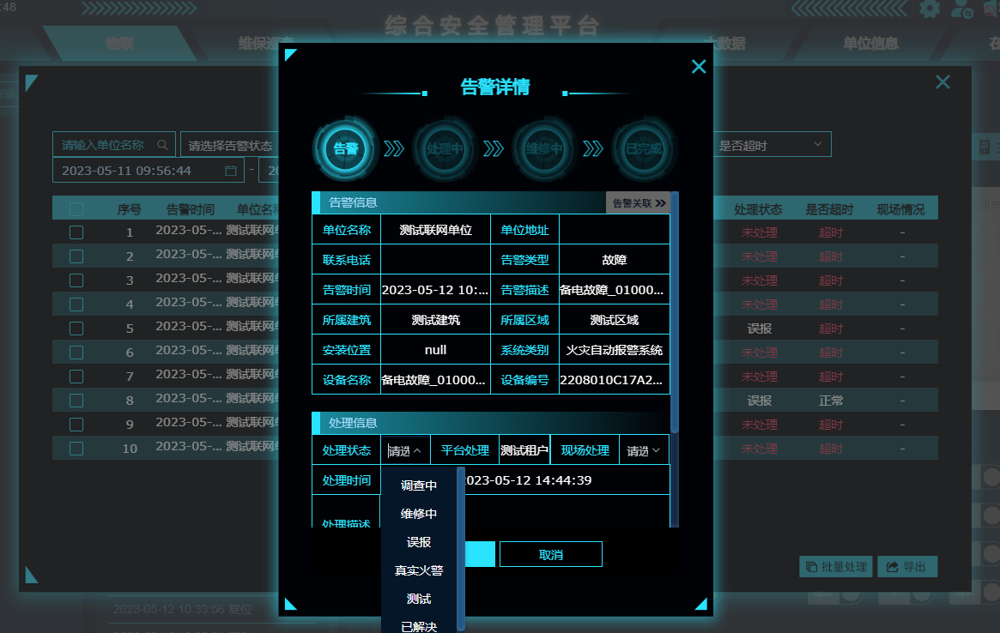 :48
综合安全管理平台
物联
维保巡查
大数据
单位信息
在
告警详情
告警
处理中
维修中
已完成
请输入单位名称
请选择告警状态
是否超时
2023-05-11 09:56:44
-
20
告警信息
告警关联
序号 告警时间 单位名称 处理状态 是否超时 现场情况
1 2023-05-... 测试联网单 未处理 超时 -
2 2023-05-... 测试联网单 未处理 超时 -
3 2023-05-... 测试联网单 未处理 超时 -
4 2023-05-... 测试联网单 未处理 超时 -
5 2023-05-... 测试联网单 误报 超时 -
6 2023-05-... 测试联网单 未处理 超时 -
7 2023-05-... 测试联网单 未处理 超时 -
8 2023-05-... 测试联网单 误报 正常 -
9 2023-05-... 测试联网单 未处理 超时 -
10 2023-05-... 测试联网单 未处理 超时 -
单位名称 测试联网单位 单位地址
联系电话 告警类型 故障
告警时间 2023-05-12 10:... 告警描述 备电故障_01000...
所属建筑 测试建筑 所属区域 测试区域
安装位置 null 系统类别 火灾自动报警系统
设备名称 备电故障_01000... 设备编号 2208010C17A2...
处理信息
处理状态 请选 平台处理 测试租户 现场处理 请选
处理时间 2023-05-12 14:44:39
处理描述
调查中
维修中
误报
真实火警
测试
已解决
取消
批量处理
导出
2023-05-12 10:33:56 复位